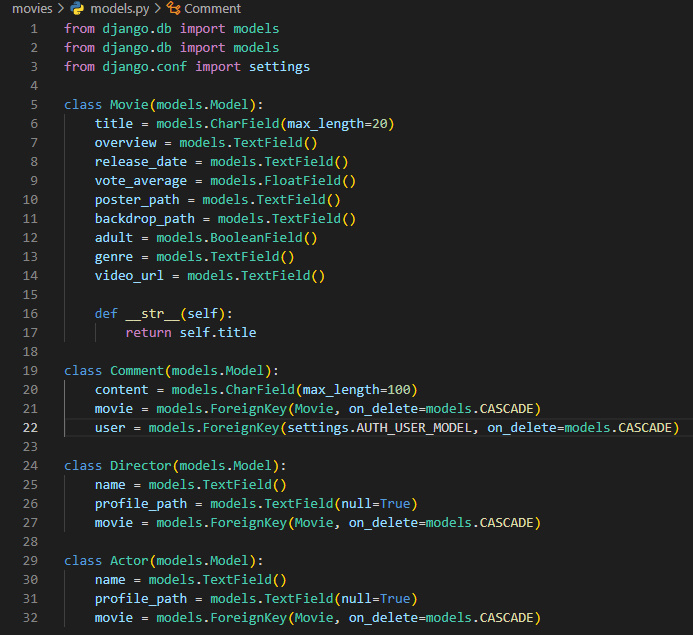 movies > models.py > Comment
1 from django.db import models
2 from django.db import models
3 from django.conf import settings
4
5 class Movie(models.Model):
6     title = models.CharField(max_length=20)
7     overview = models.TextField()
8     release_date = models.TextField()
9     vote_average = models.FloatField()
10     poster_path = models.TextField()
11     backdrop_path = models.TextField()
12     adult = models.BooleanField()
13     genre = models.TextField()
14     video_url = models.TextField()
15
16     def __str__(self):
17         return self.title
18
19 class Comment(models.Model):
20     content = models.CharField(max_length=100)
21     movie = models.ForeignKey(Movie, on_delete=models.CASCADE)
22     user = models.ForeignKey(settings.AUTH_USER_MODEL, on_delete=models.CASCADE)
23
24 class Director(models.Model):
25     name = models.TextField()
26     profile_path = models.TextField(null=True)
27     movie = models.ForeignKey(Movie, on_delete=models.CASCADE)
28
29 class Actor(models.Model):
30     name = models.TextField()
31     profile_path = models.TextField(null=True)
32     movie = models.ForeignKey(Movie, on_delete=models.CASCADE)